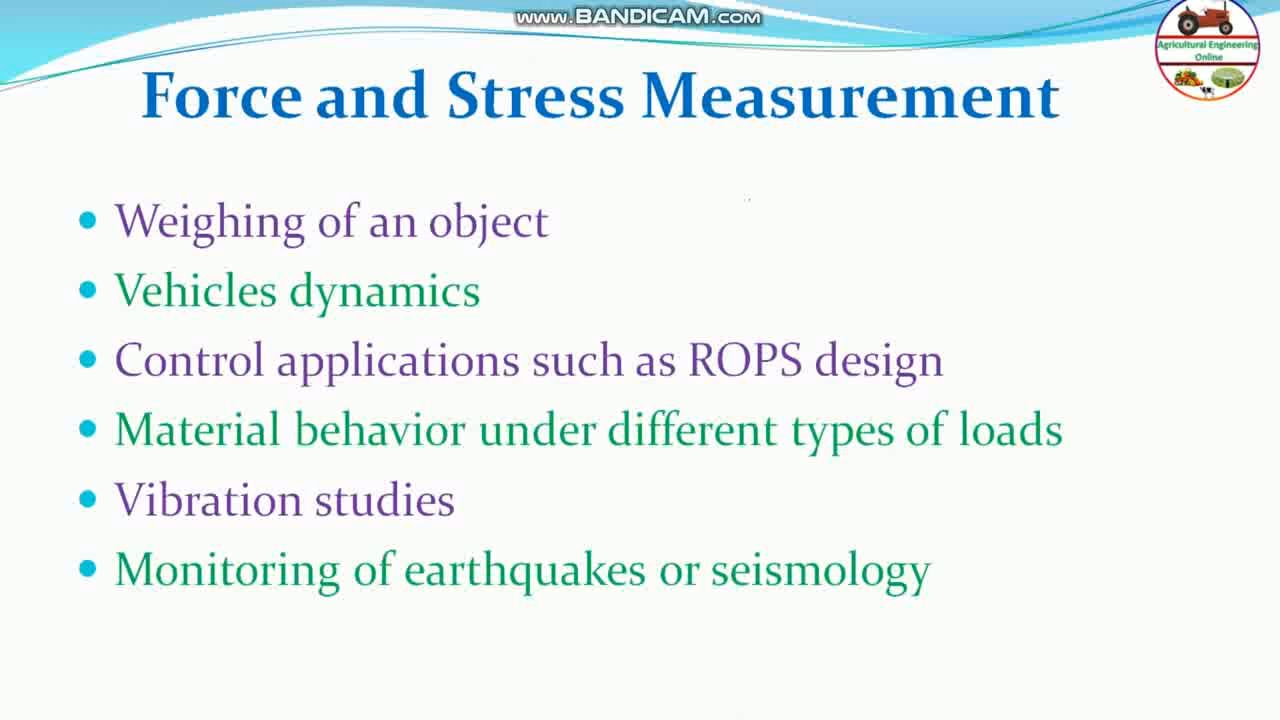 www.BANDICAM.com
Agricultural Engineering
Online
Force and Stress Measurement
• Weighing of an object
• Vehicles dynamics
• Control applications such as ROPS design
• Material behavior under different types of loads
• Vibration studies
• Monitoring of earthquakes or seismology